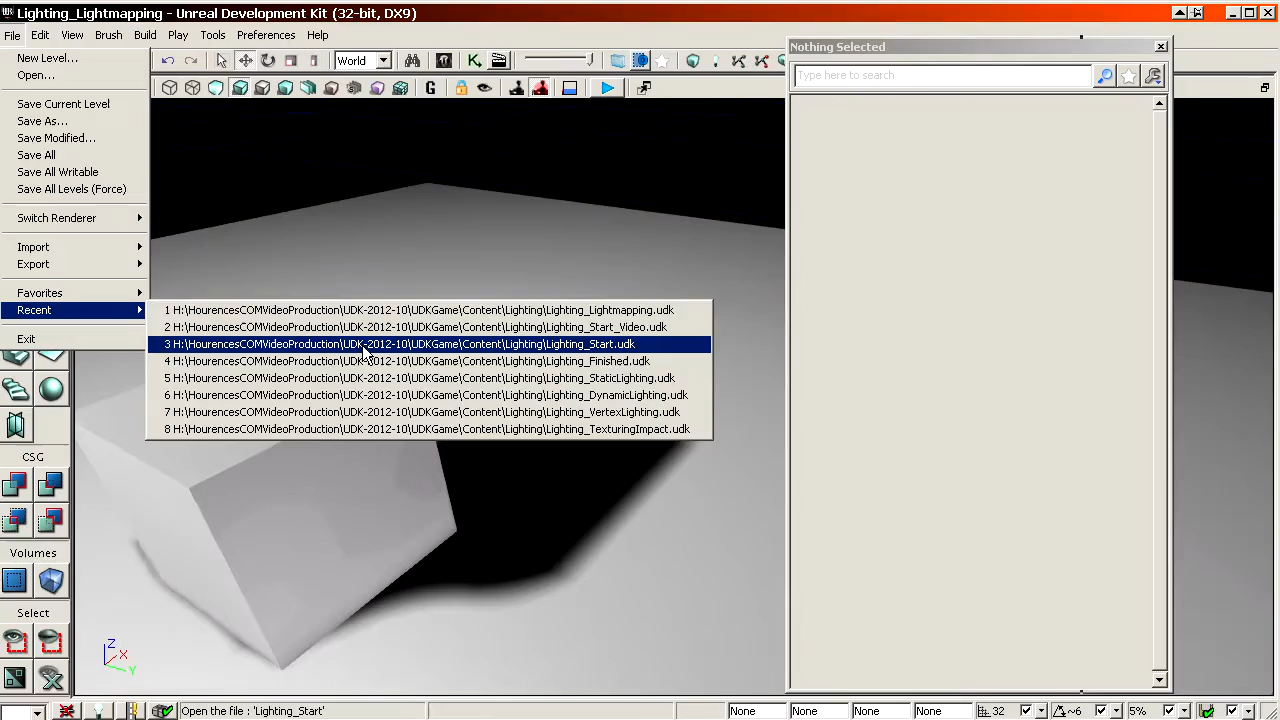 Lighting_Lightmapping - Unreal Development Kit (32-bit, DX9)
File Edit View Brush Build Play Tools Preferences Help
World
G
New Level...
Open...
Save Current Level
Save As...
Save Modified...
Save All
Save All Writable
Save All Levels (Force)
Switch Renderer
Import
Export
Favorites
Recent
Exit
1 H:\HourencesCOMVideoProduction\UDK-2012-10\UDKGame\Content\Lighting\Lighting_Lightmapping.udk
2 H:\HourencesCOMVideoProduction\UDK-2012-10\UDKGame\Content\Lighting\Lighting_Start_Video.udk
3 H:\HourencesCOMVideoProduction\UDK-2012-10\UDKGame\Content\Lighting\Lighting_Start.udk
4 H:\HourencesCOMVideoProduction\UDK-2012-10\UDKGame\Content\Lighting\Lighting_Finished.udk
5 H:\HourencesCOMVideoProduction\UDK-2012-10\UDKGame\Content\Lighting\Lighting_StaticLighting.udk
6 H:\HourencesCOMVideoProduction\UDK-2012-10\UDKGame\Content\Lighting\Lighting_DynamicLighting.udk
7 H:\HourencesCOMVideoProduction\UDK-2012-10\UDKGame\Content\Lighting\Lighting_VertexLighting.udk
8 H:\HourencesCOMVideoProduction\UDK-2012-10\UDKGame\Content\Lighting\Lighting_TexturingImpact.udk
Nothing Selected
Type here to search
CSG
Volumes
Select
Z
X
Y
Open the file : 'Lighting_Start'
None None None None 32 ~6 5%